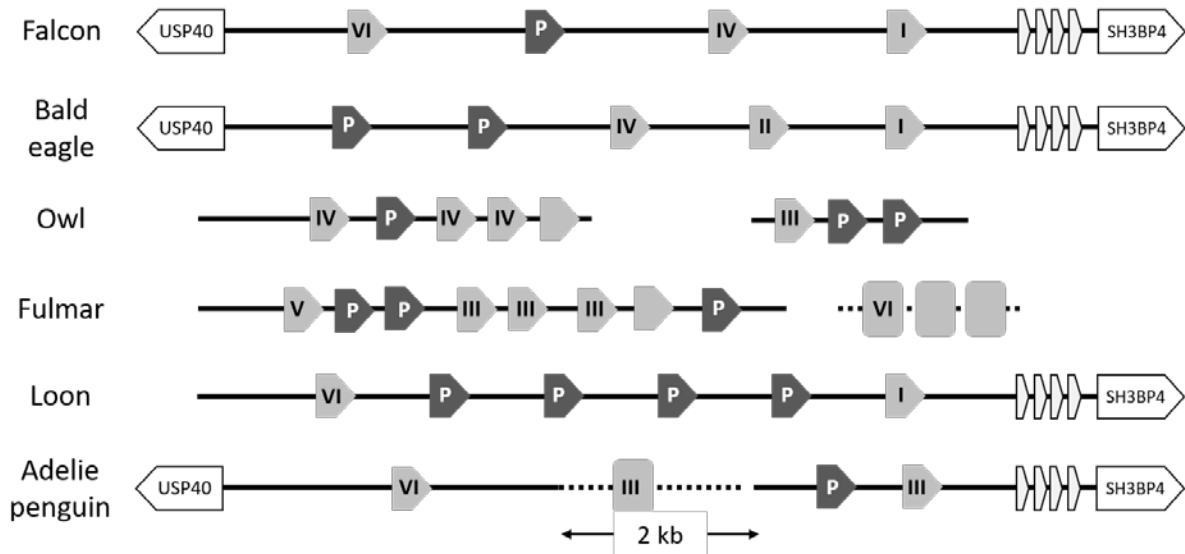 Falcon USP40 VI P IV I SH3BP4
Bald
eagle USP40 P P IV II I SH3BP4
Owl IV P IV IV III P P
Fulmar V P P III III III P VI
Loon VI P P P P I SH3BP4
Adelie
penguin USP40 VI III P III SH3BP4
2 kb